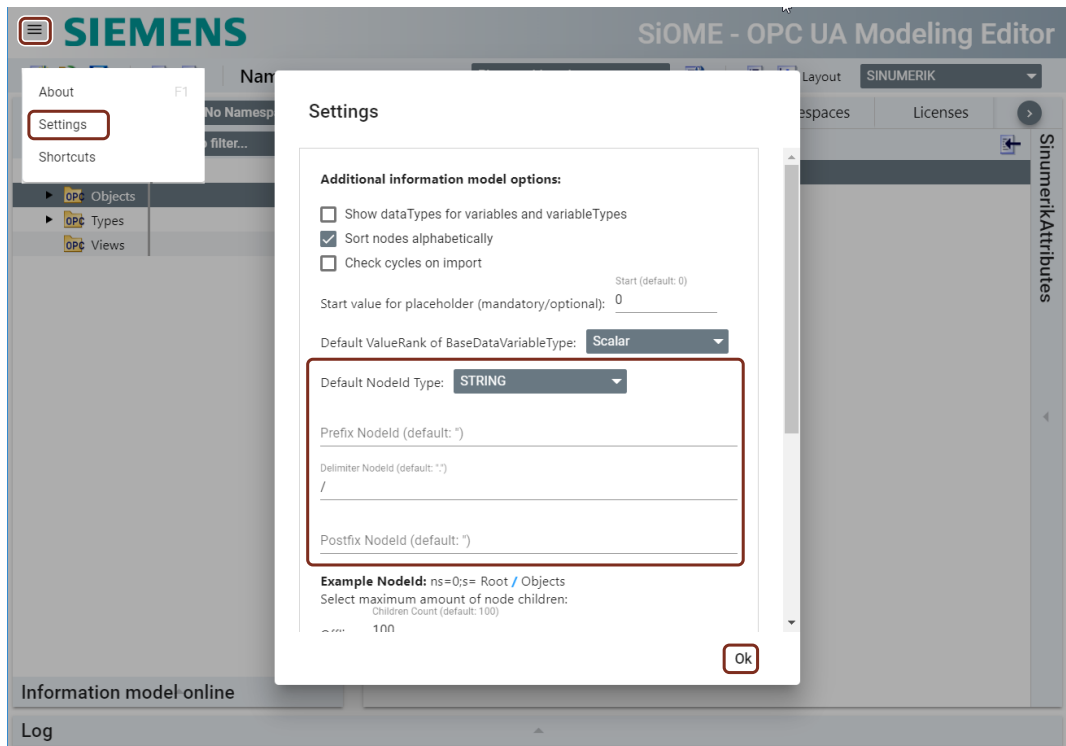 SIEMENS
SiOME - OPC UA Modeling Editor
Layout
SINUMERIK
About F1
Settings
Shortcuts
No Namesp
filter...
Licenses
OPC Objects
OPC Types
OPC Views
SinumerikAttributes
Settings
Additional information model options:
Show dataTypes for variables and variableTypes
Sort nodes alphabetically
Check cycles on import
Start (default: 0)
Start value for placeholder (mandatory/optional): 0
Default ValueRank of BaseDataVariableType: Scalar
Default NodeId Type: STRING
Prefix NodeId (default: '')
Delimiter NodeId (default: ".")
/
Postfix NodeId (default: '')
Example NodeId: ns=0;s= Root / Objects
Select maximum amount of node children:
Children Count (default: 100)
100
Ok
Information model online
Log